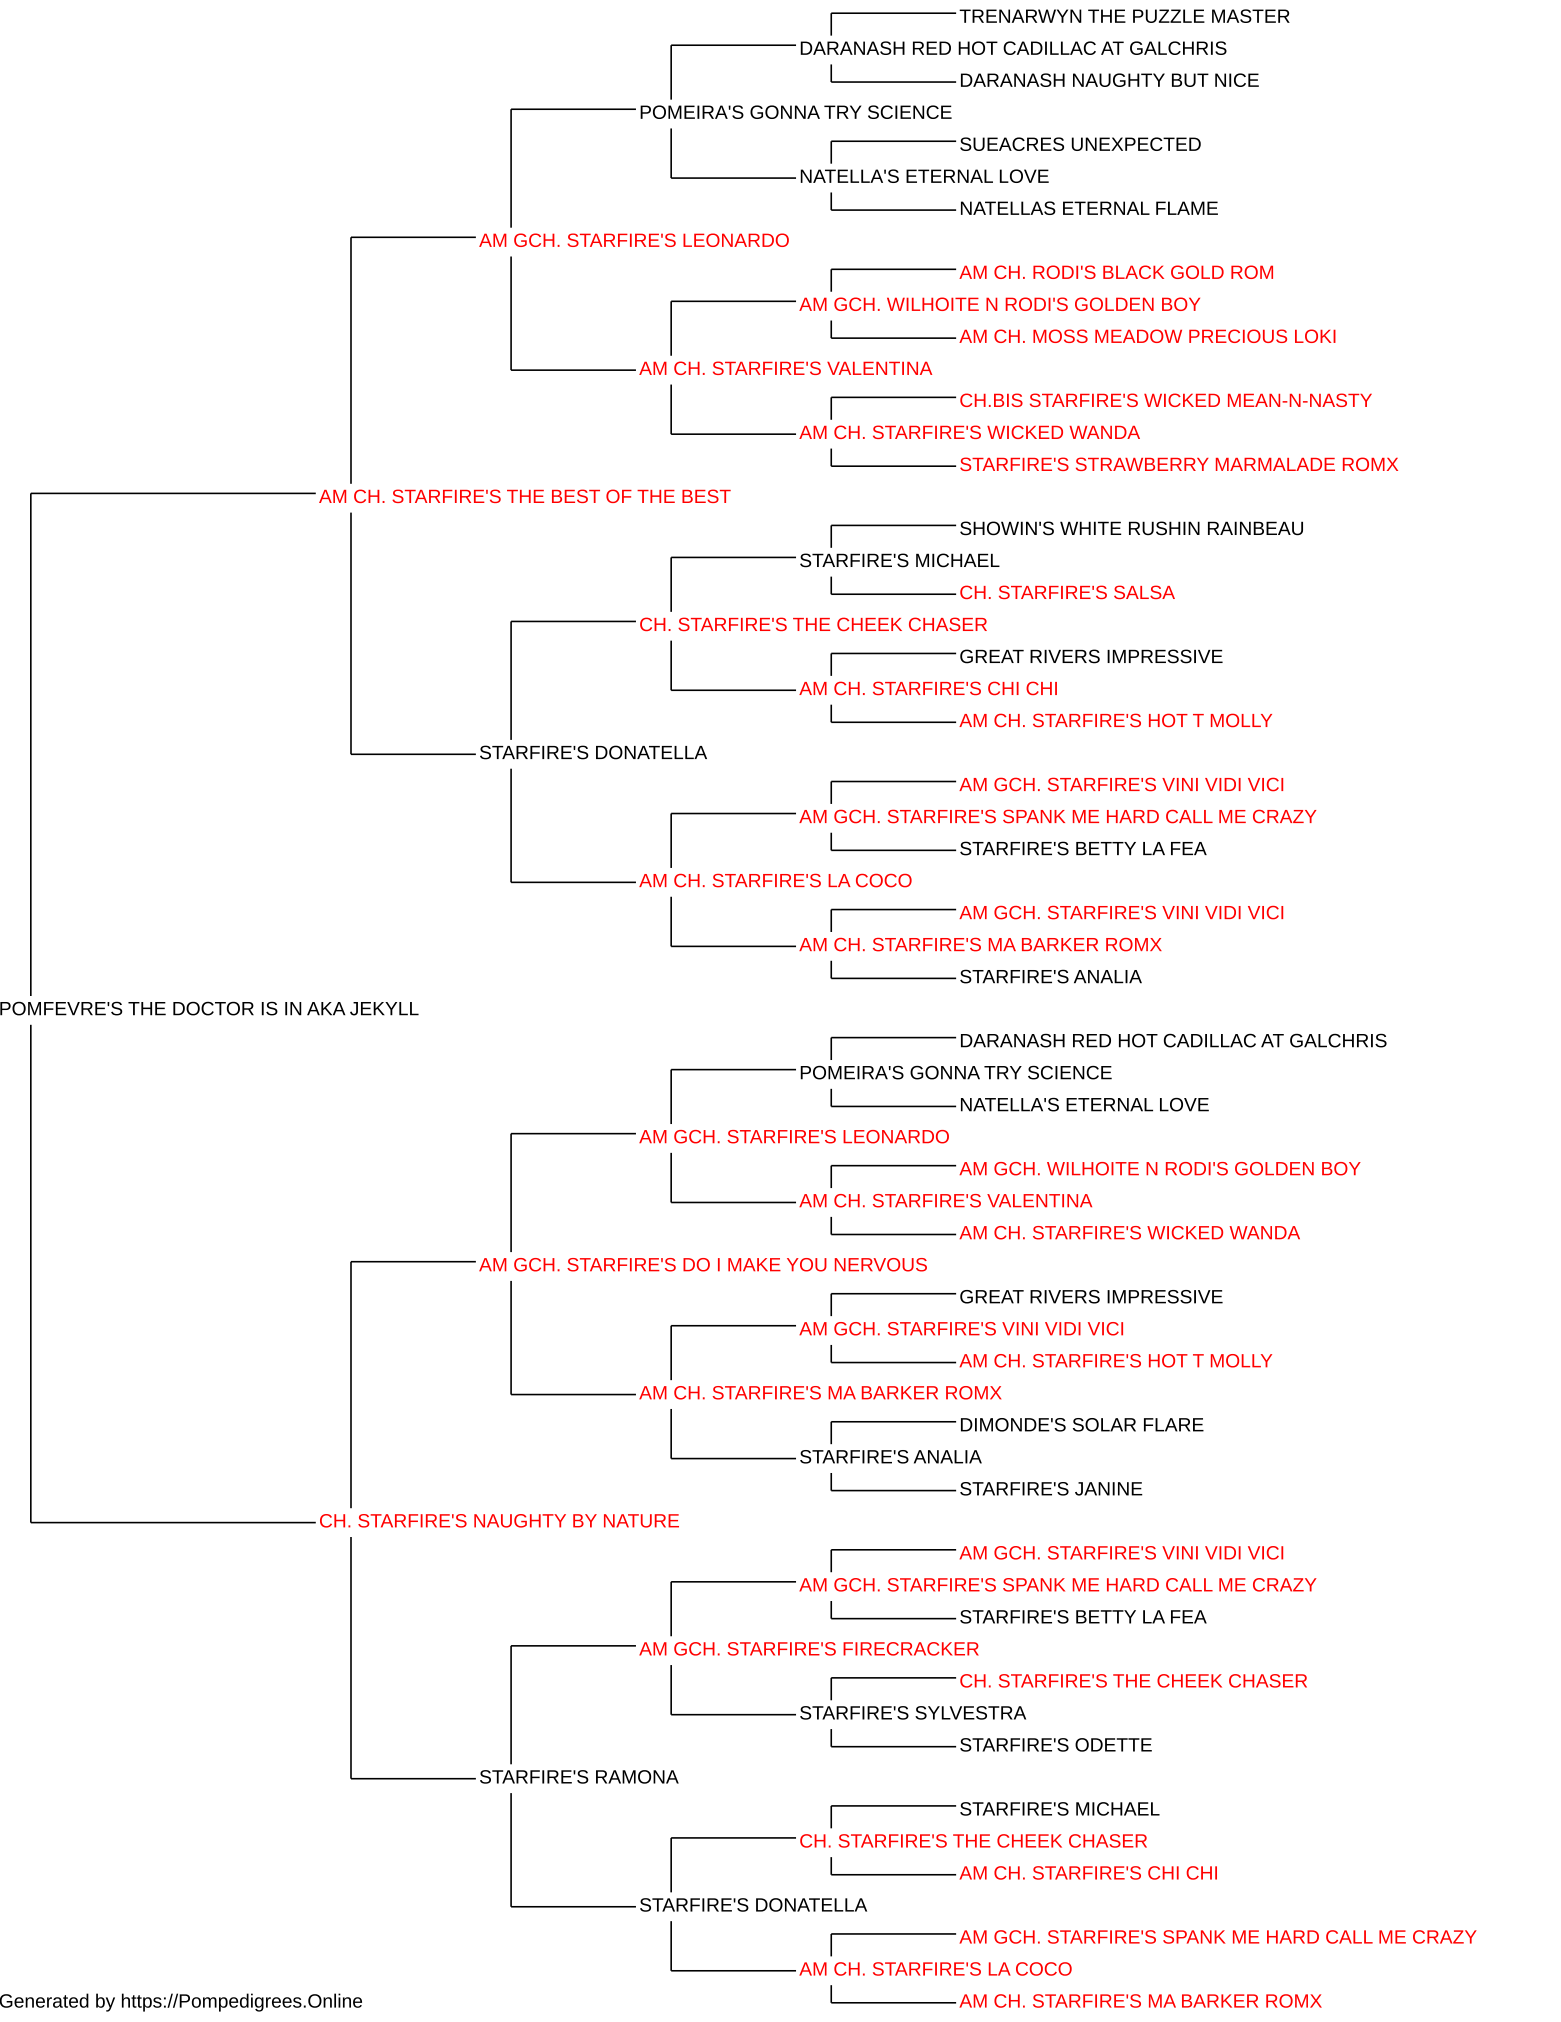 TRENARWYN THE PUZZLE MASTER
DARANASH RED HOT CADILLAC AT GALCHRIS
DARANASH NAUGHTY BUT NICE
POMEIRA'S GONNA TRY SCIENCE
SUEACRES UNEXPECTED
NATELLA'S ETERNAL LOVE
NATELLAS ETERNAL FLAME
AM GCH. STARFIRE'S LEONARDO
AM CH. RODI'S BLACK GOLD ROM
AM GCH. WILHOITE N RODI'S GOLDEN BOY
AM CH. MOSS MEADOW PRECIOUS LOKI
AM CH. STARFIRE'S VALENTINA
CH.BIS STARFIRE'S WICKED MEAN-N-NASTY
AM CH. STARFIRE'S WICKED WANDA
STARFIRE'S STRAWBERRY MARMALADE ROMX
AM CH. STARFIRE'S THE BEST OF THE BEST
SHOWIN'S WHITE RUSHIN RAINBEAU
STARFIRE'S MICHAEL
CH. STARFIRE'S SALSA
CH. STARFIRE'S THE CHEEK CHASER
GREAT RIVERS IMPRESSIVE
AM CH. STARFIRE'S CHI CHI
AM CH. STARFIRE'S HOT T MOLLY
STARFIRE'S DONATELLA
AM GCH. STARFIRE'S VINI VIDI VICI
AM GCH. STARFIRE'S SPANK ME HARD CALL ME CRAZY
STARFIRE'S BETTY LA FEA
AM CH. STARFIRE'S LA COCO
AM GCH. STARFIRE'S VINI VIDI VICI
AM CH. STARFIRE'S MA BARKER ROMX
STARFIRE'S ANALIA
POMFEVRE'S THE DOCTOR IS IN AKA JEKYLL
DARANASH RED HOT CADILLAC AT GALCHRIS
POMEIRA'S GONNA TRY SCIENCE
NATELLA'S ETERNAL LOVE
AM GCH. STARFIRE'S LEONARDO
AM GCH. WILHOITE N RODI'S GOLDEN BOY
AM CH. STARFIRE'S VALENTINA
AM CH. STARFIRE'S WICKED WANDA
AM GCH. STARFIRE'S DO I MAKE YOU NERVOUS
GREAT RIVERS IMPRESSIVE
AM GCH. STARFIRE'S VINI VIDI VICI
AM CH. STARFIRE'S HOT T MOLLY
AM CH. STARFIRE'S MA BARKER ROMX
DIMONDE'S SOLAR FLARE
STARFIRE'S ANALIA
STARFIRE'S JANINE
CH. STARFIRE'S NAUGHTY BY NATURE
AM GCH. STARFIRE'S VINI VIDI VICI
AM GCH. STARFIRE'S SPANK ME HARD CALL ME CRAZY
STARFIRE'S BETTY LA FEA
AM GCH. STARFIRE'S FIRECRACKER
CH. STARFIRE'S THE CHEEK CHASER
STARFIRE'S SYLVESTRA
STARFIRE'S ODETTE
STARFIRE'S RAMONA
STARFIRE'S MICHAEL
CH. STARFIRE'S THE CHEEK CHASER
AM CH. STARFIRE'S CHI CHI
STARFIRE'S DONATELLA
AM GCH. STARFIRE'S SPANK ME HARD CALL ME CRAZY
AM CH. STARFIRE'S LA COCO
AM CH. STARFIRE'S MA BARKER ROMX
Generated by https://Pompedigrees.Online